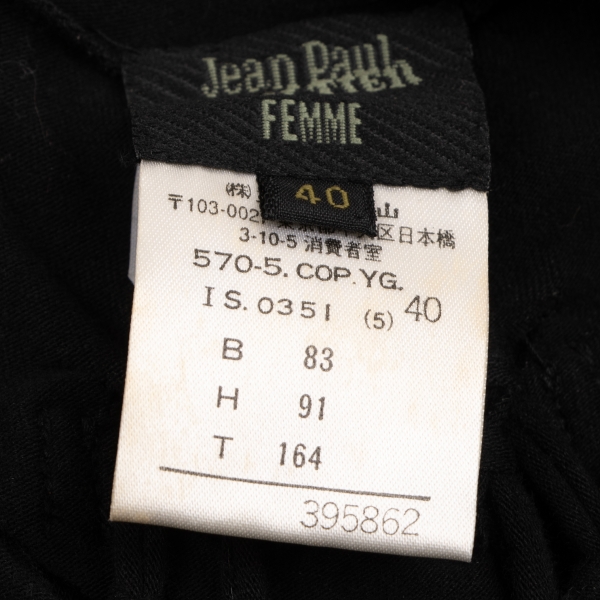 Jean Paul
FEMME
40
(株)
山
〒103-002
区日本橋
3-10-5 消費者室
570-5. COP. YG.
IS.0351 (5) 40
B 83
H 91
T 164
395862